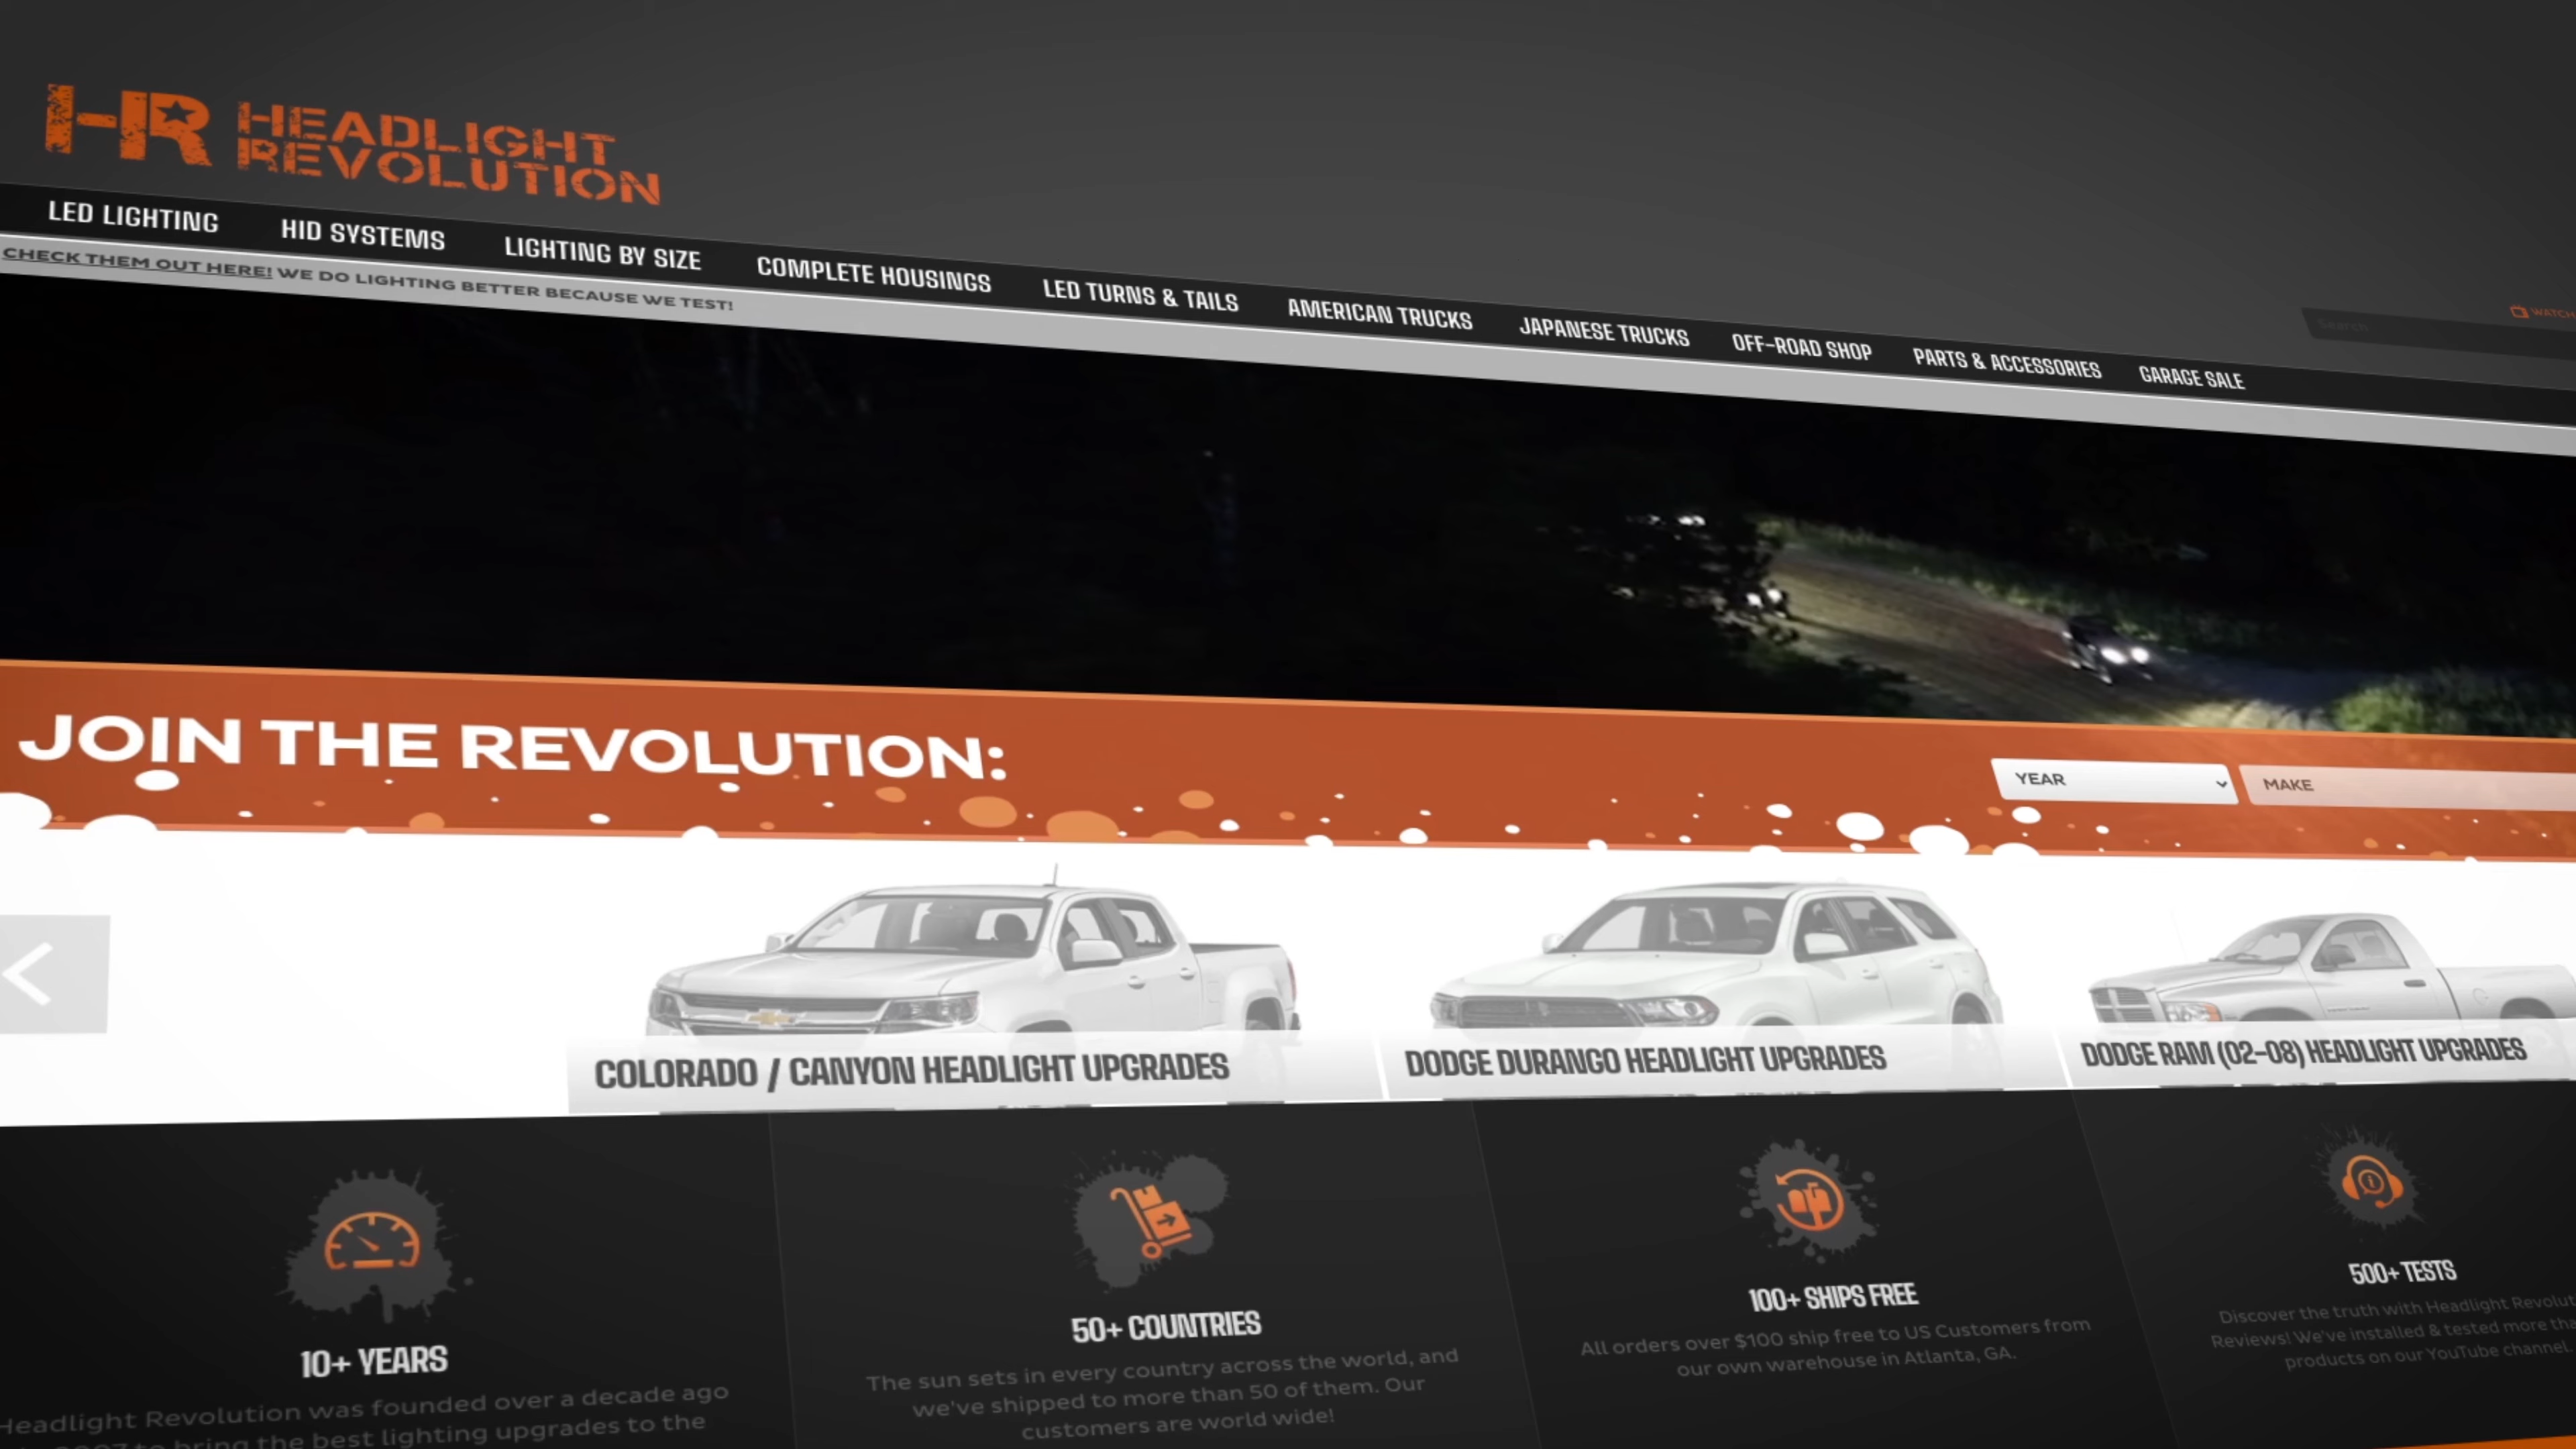 HR HEADLIGHT
REVOLUTION
LED LIGHTING HID SYSTEMS LIGHTING BY SIZE COMPLETE HOUSINGS LED TURNS & TAILS AMERICAN TRUCKS JAPANESE TRUCKS OFF-ROAD SHOP PARTS & ACCESSORIES GARAGE SALE
Search
WATCH
CHECK THEM OUT HERE! WE DO LIGHTING BETTER BECAUSE WE TEST!
JOIN THE REVOLUTION:
YEAR
MAKE
COLORADO / CANYON HEADLIGHT UPGRADES
DODGE DURANGO HEADLIGHT UPGRADES
DODGE RAM (02-08) HEADLIGHT UPGRADES
10+ YEARS
Headlight Revolution was founded over a decade ago
to bring the best lighting upgrades to the
50+ COUNTRIES
The sun sets in every country across the world, and
we've shipped to more than 50 of them. Our
customers are world wide!
100+ SHIPS FREE
All orders over $100 ship free to US Customers from
our own warehouse in Atlanta, GA.
500+ TESTS
Discover the truth with Headlight
Reviews! We've installed & tested more
products on our YouTube channel.